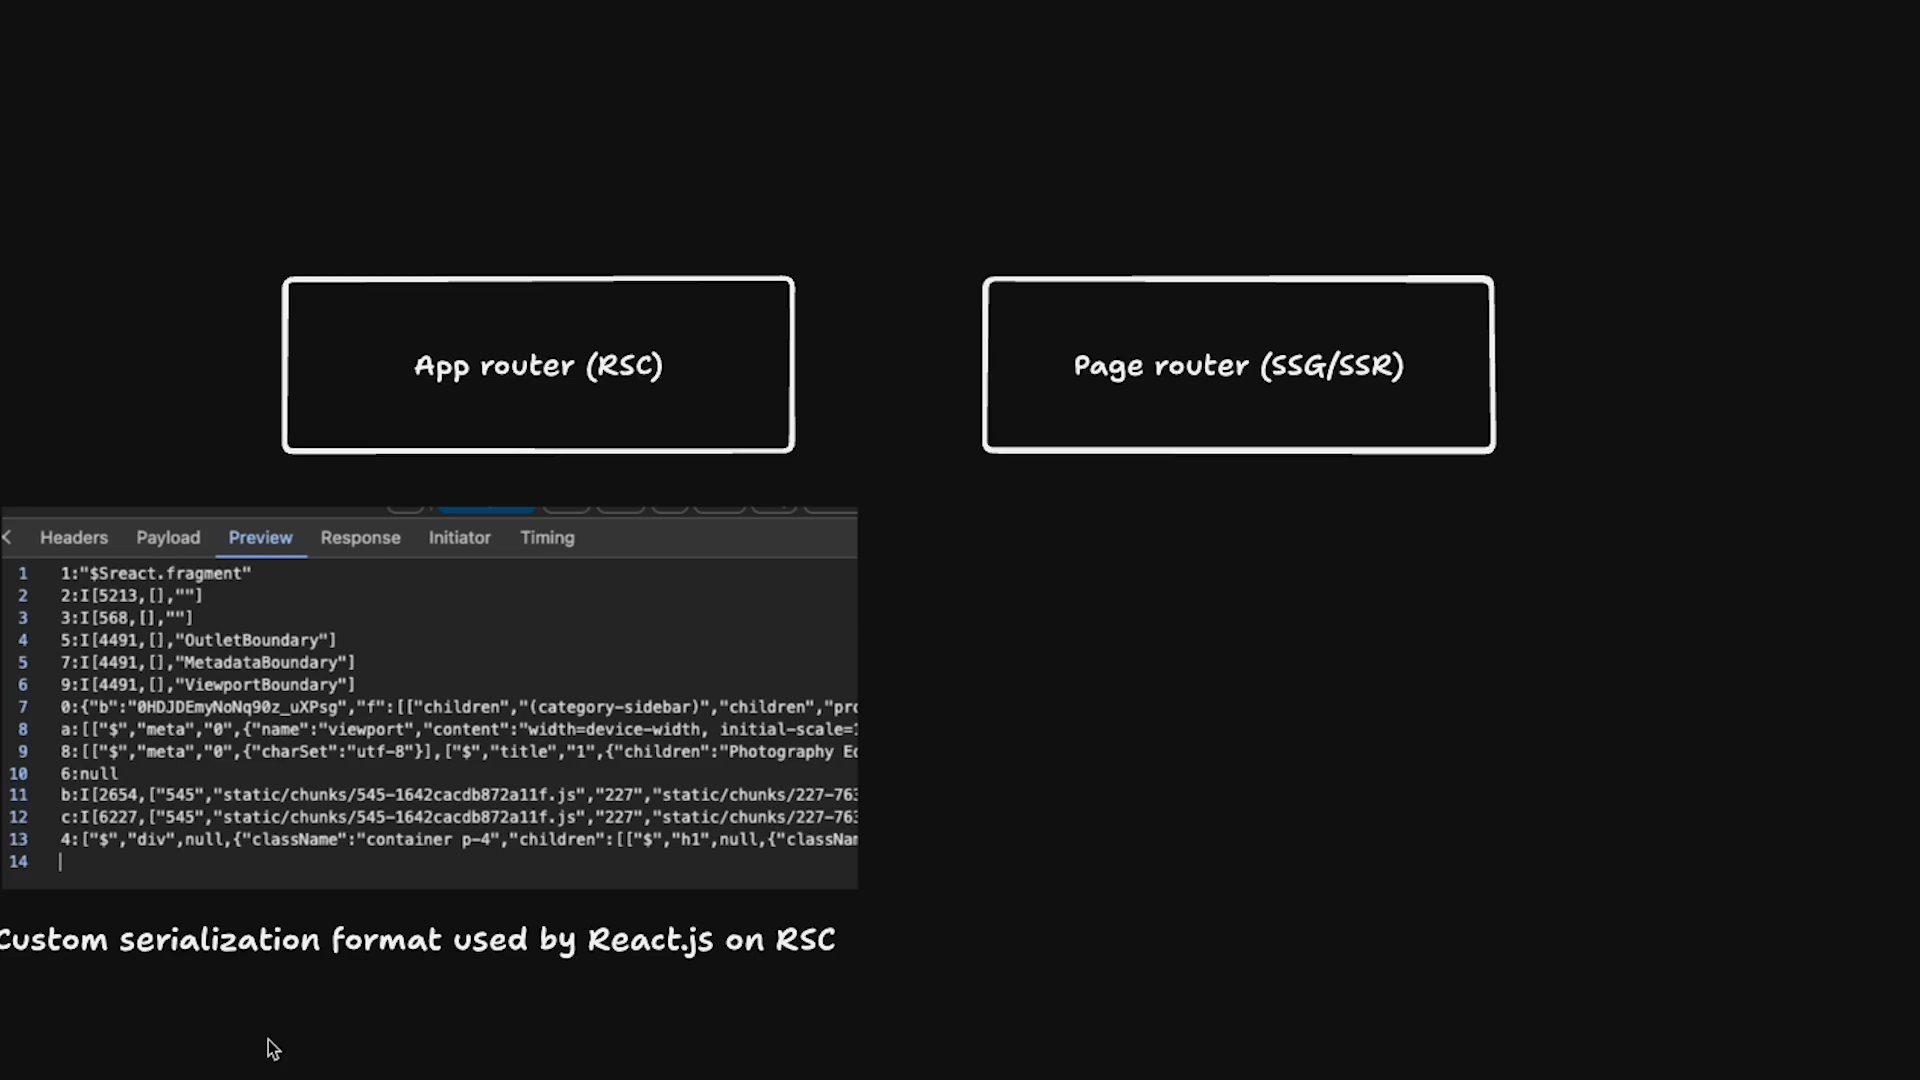 App router (RSC)
Page router (SSG/SSR)
Headers Payload Preview Response Initiator Timing
1 1:"$Sreact.fragment"
2 2:I[5213,[],""]
3 3:I[568,[],""]
4 5:I[4491,[],"OutletBoundary"]
5 7:I[4491,[],"MetadataBoundary"]
6 9:I[4491,[],"ViewportBoundary"]
7 0:{"b":"0HDJDEmyNoNq90z_uXPsg","f":[["children","(category-sidebar)","children","pro
8 a:[["$","meta","0",{"name":"viewport","content":"width=device-width, initial-scale=1
9 8:[["$","meta","0",{"charSet":"utf-8"}],["$","title","1",{"children":"Photography Ec
10 6:null
11 b:I[2654,["545","static/chunks/545-1642cacdb872a11f.js","227","static/chunks/227-763
12 c:I[6227,["545","static/chunks/545-1642cacdb872a11f.js","227","static/chunks/227-763
13 4:["$","div",null,{"className":"container p-4","children":[["$","h1",null,{"classNam
14
Custom serialization format used by React.js on RSC